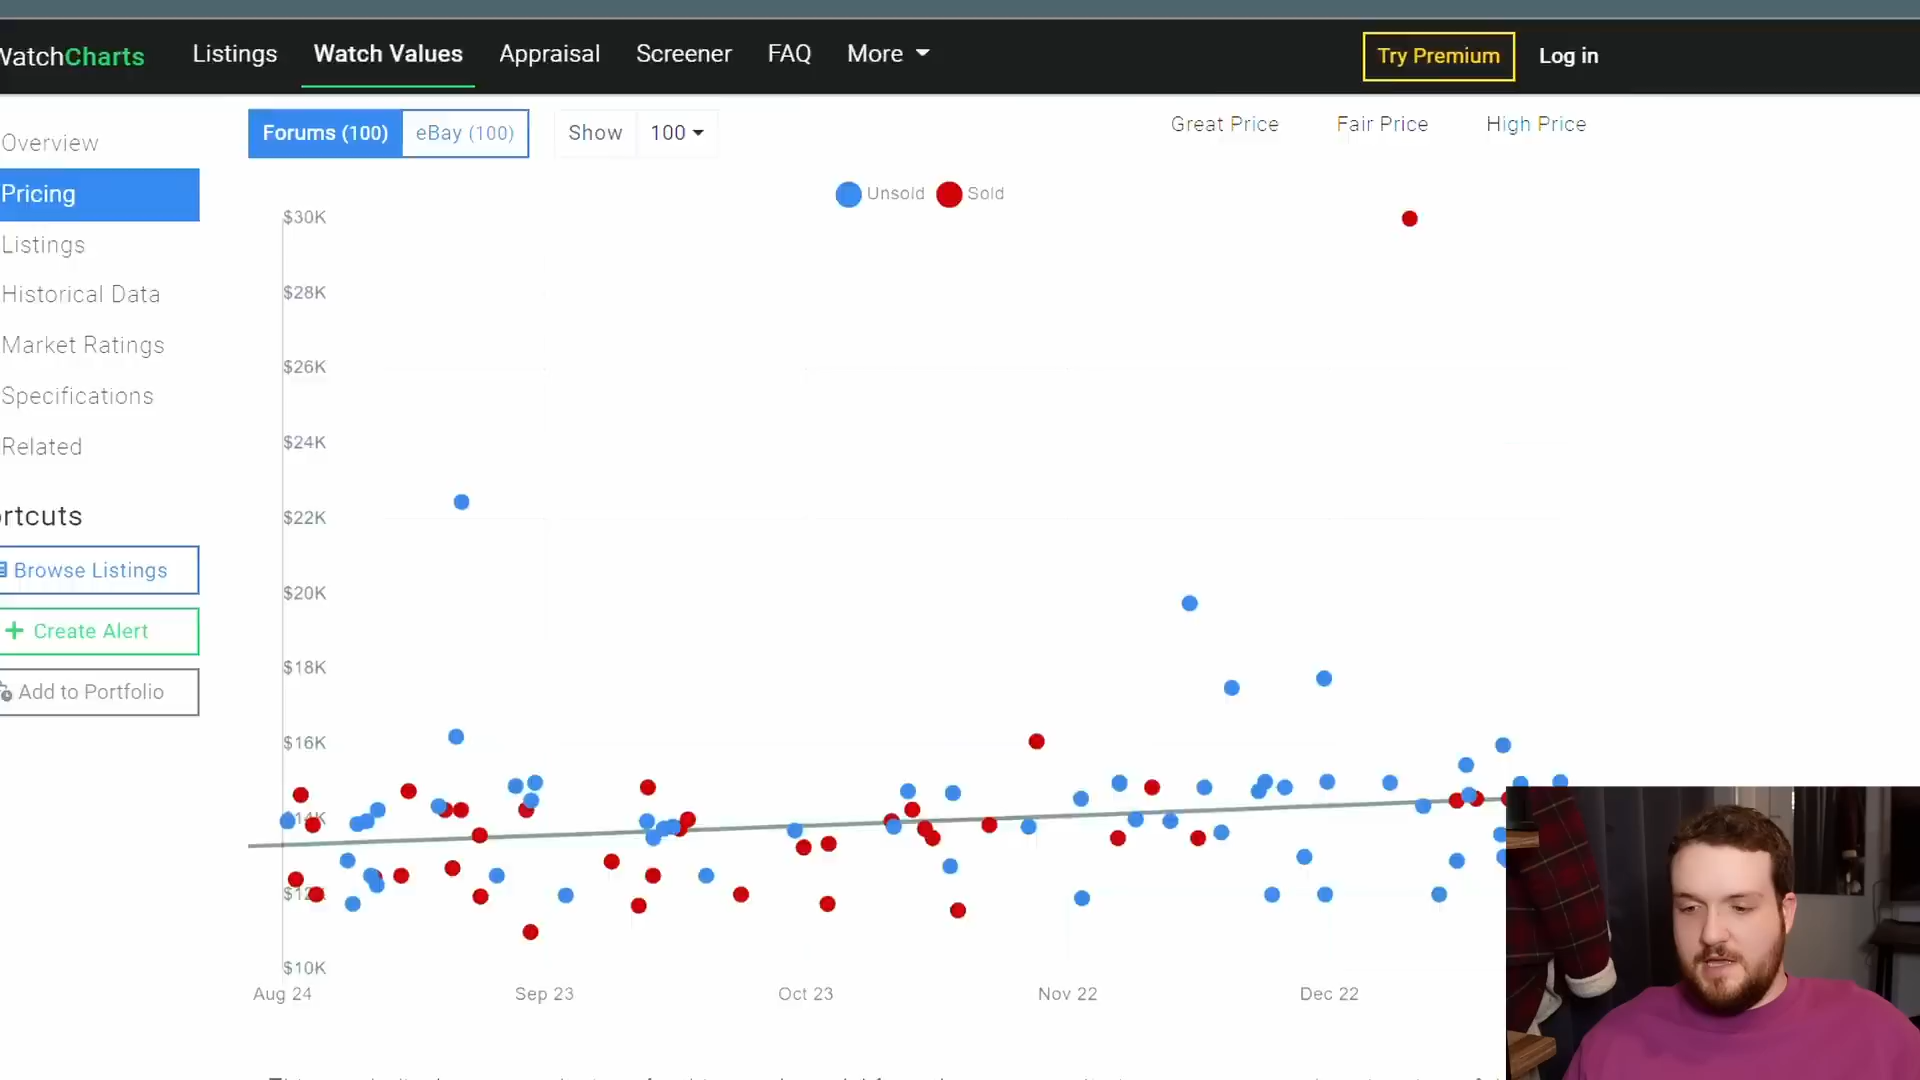 WatchCharts
Listings
Watch Values
Appraisal
Screener
FAQ
More
Try Premium
Log in
Overview
Pricing
Listings
Historical Data
Market Ratings
Specifications
Related
rtcuts
Browse Listings
+ Create Alert
Add to Portfolio
Forums (100)
eBay (100)
Show
100
Great Price
Fair Price
High Price
Unsold
Sold
$30K
$28K
$26K
$24K
$22K
$20K
$18K
$16K
$14K
$12K
$10K
Aug 24
Sep 23
Oct 23
Nov 22
Dec 22